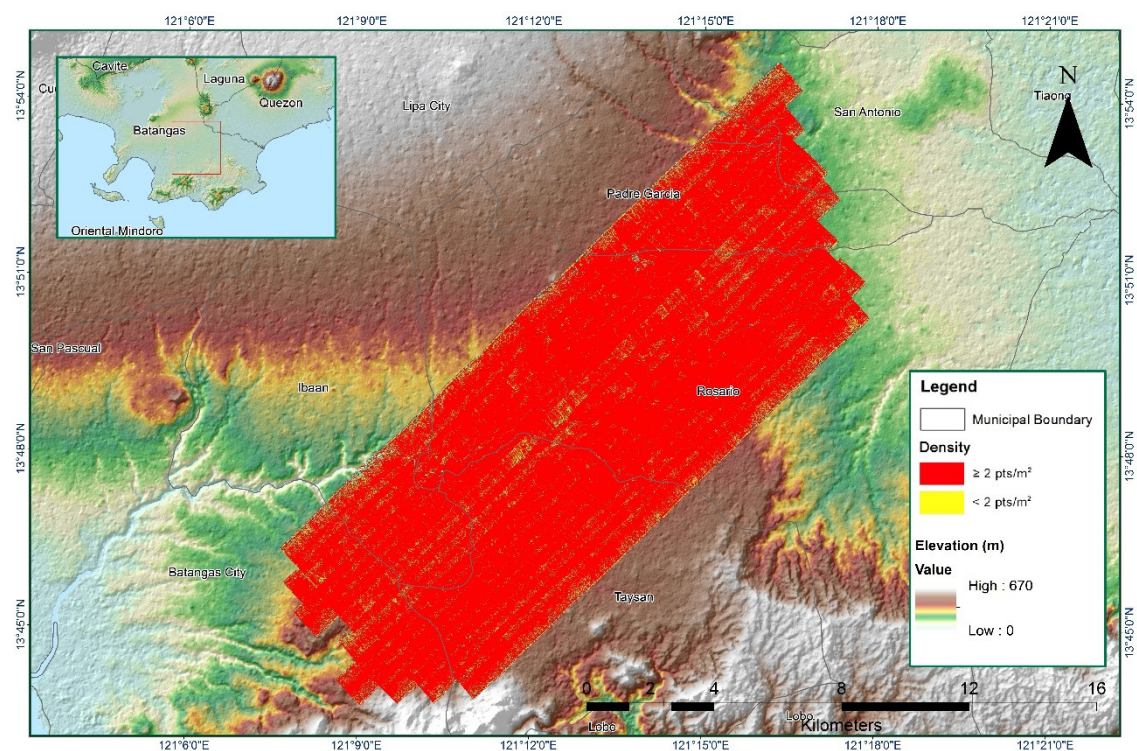 121°6'0"E 121°9'0"E 121°12'0"E 121°15'0"E 121°18'0"E 121°21'0"E
13°54'0"N
13°51'0"N
13°48'0"N
13°45'0"N
Cavite
Laguna
Quezon
Batangas
Oriental Mindoro
Lipa City
San Antonio
Tiaong
N
Padre Garcia
San Pascual
Ibaan
Rosario
Batangas City
Taysan
Lobo
Lobo
13°54'0"N
13°51'0"N
13°48'0"N
13°45'0"N
Legend
Municipal Boundary
Density
≥ 2 pts/m²
< 2 pts/m²
Elevation (m)
Value
High : 670
Low : 0
0 2 4 8 12 16
Kilometers
121°6'0"E 121°9'0"E 121°12'0"E 121°15'0"E 121°18'0"E 121°21'0"E